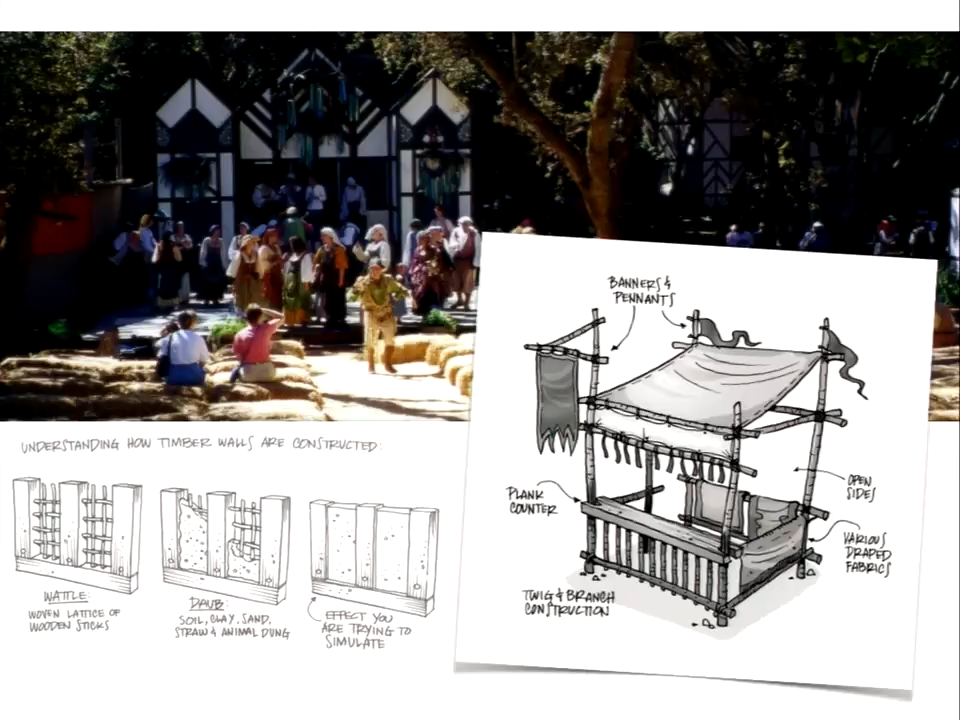 BANNERS &
PENNANTS
OPEN
SIDES
PLANK
COUNTER
VARIOUS
DRAPED
FABRICS
TWIG & BRANCH
CONSTRUCTION
UNDERSTANDING HOW TIMBER WALLS ARE CONSTRUCTED:
WATTLE:
WOVEN LATTICE OF
WOODEN STICKS
DAUB:
SOIL, CLAY, SAND,
STRAW & ANIMAL DUNG
EFFECT YOU
ARE TRYING TO
SIMULATE